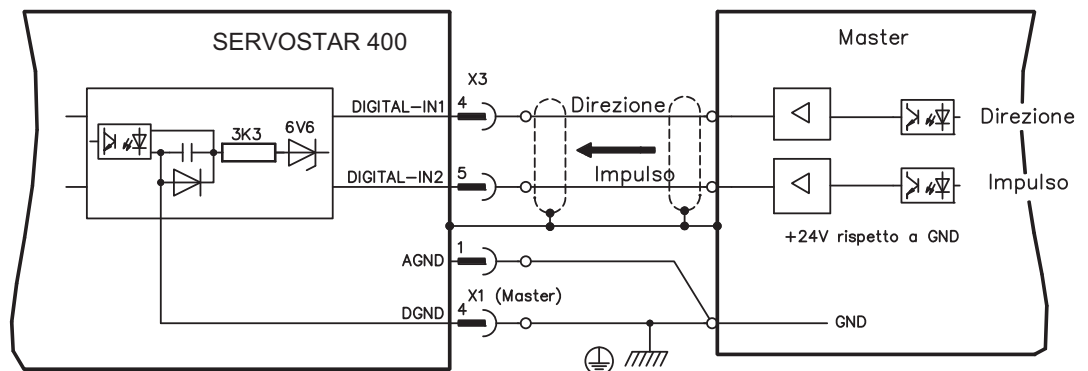 SERVOSTAR 400
Master
X3
DIGITAL-IN1
4
Direzione
Direzione
3K3
6V6
DIGITAL-IN2
5
Impulso
Impulso
+24V rispetto a GND
AGND
1
X1 (Master)
DGND
4
GND